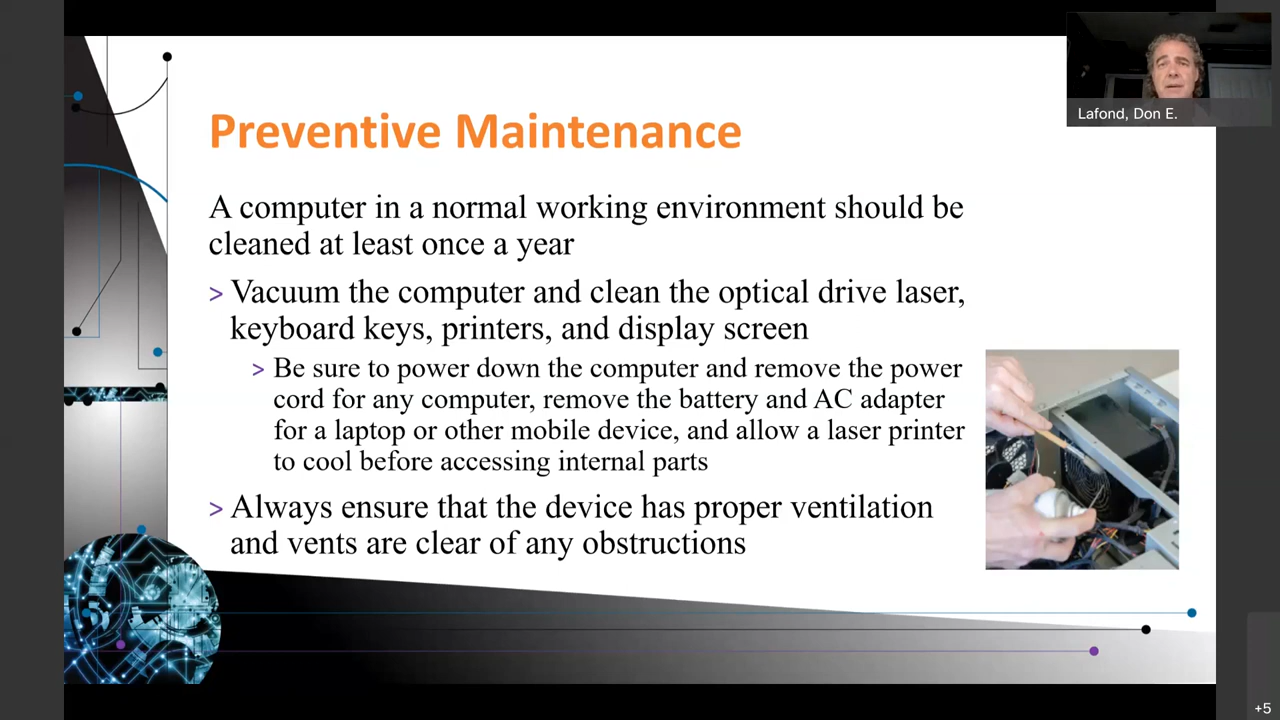 Lafond, Don E.
Preventive Maintenance
A computer in a normal working environment should be
cleaned at least once a year
> Vacuum the computer and clean the optical drive laser,
keyboard keys, printers, and display screen
> Be sure to power down the computer and remove the power
cord for any computer, remove the battery and AC adapter
for a laptop or other mobile device, and allow a laser printer
to cool before accessing internal parts
> Always ensure that the device has proper ventilation
and vents are clear of any obstructions
+5